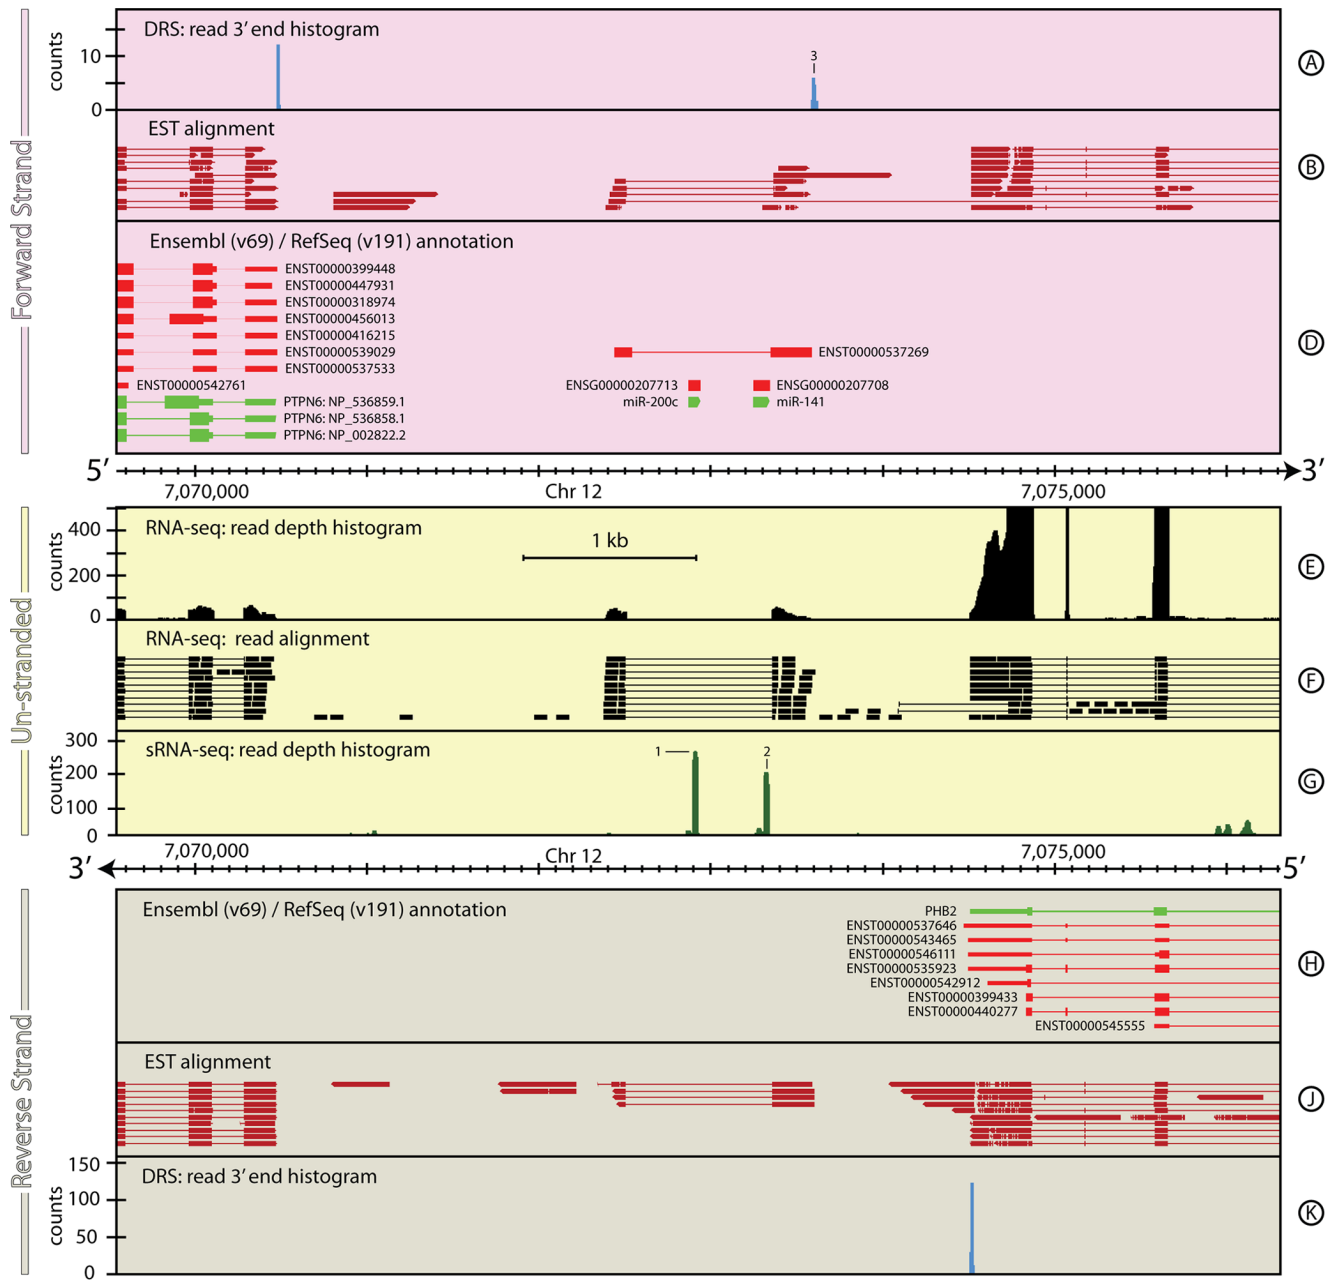 DRS: read 3′ end histogram
counts
10
0
3
A
Forward Strand
EST alignment
B
Ensembl (v69) / RefSeq (v191) annotation
ENST00000399448
ENST00000447931
ENST00000318974
ENST00000456013
ENST00000416215
ENST00000539029
ENST00000537533
ENST00000542761
PTPN6: NP_536859.1
PTPN6: NP_536858.1
PTPN6: NP_002822.2
ENST00000537269
ENSG00000207713
ENSG00000207708
miR-200c
miR-141
D
5′
3′
7,070,000
Chr 12
7,075,000
Un-stranded
RNA-seq: read depth histogram
counts
400
200
0
1 kb
E
RNA-seq: read alignment
F
sRNA-seq: read depth histogram
counts
300
200
100
0
1
2
G
7,070,000
Chr 12
7,075,000
3′
5′
Reverse Strand
Ensembl (v69) / RefSeq (v191) annotation
PHB2
ENST00000537646
ENST00000543465
ENST00000546111
ENST00000535923
ENST00000542912
ENST00000399433
ENST00000440277
ENST00000545555
H
EST alignment
J
DRS: read 3′ end histogram
counts
150
100
50
0
K